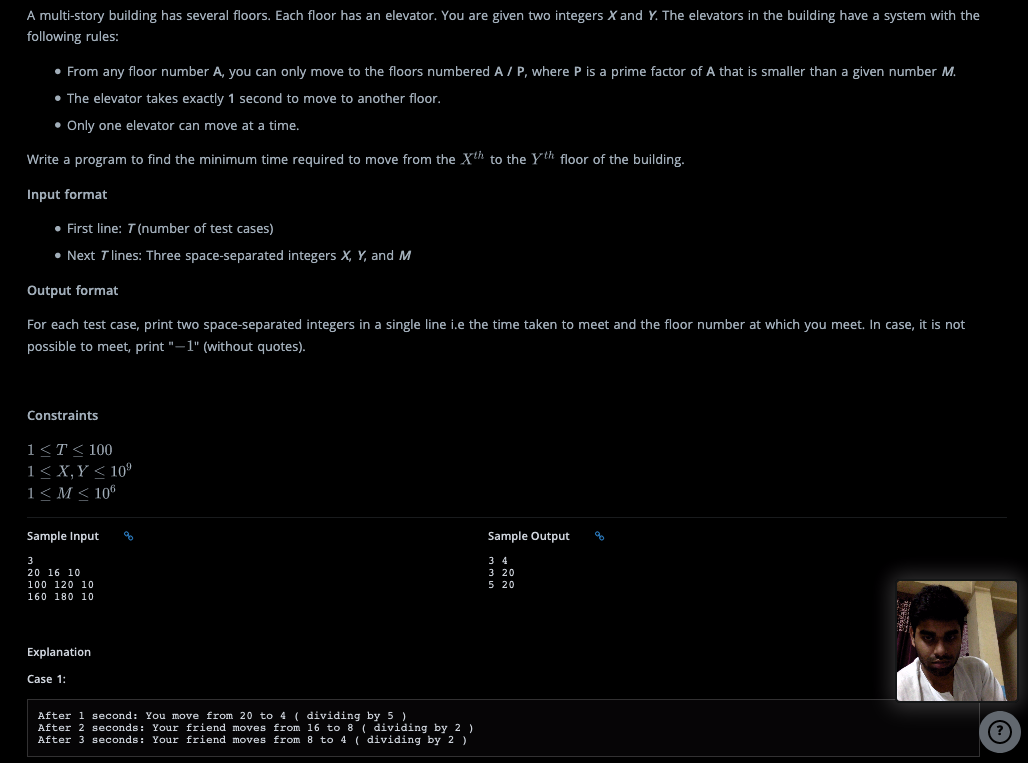 A multi-story building has several floors. Each floor has an elevator. You are given two integers X and Y. The elevators in the building have a system with the
following rules:
• From any floor number A, you can only move to the floors numbered A / P, where P is a prime factor of A that is smaller than a given number M.
• The elevator takes exactly 1 second to move to another floor.
• Only one elevator can move at a time.
Write a program to find the minimum time required to move from the X^th to the Y^th floor of the building.
Input format
• First line: T (number of test cases)
• Next T lines: Three space-separated integers X, Y, and M
Output format
For each test case, print two space-separated integers in a single line i.e the time taken to meet and the floor number at which you meet. In case, it is not
possible to meet, print "−1" (without quotes).
Constraints
1 ≤ T ≤ 100
1 ≤ X, Y ≤ 10^9
1 ≤ M ≤ 10^6
Sample Input
3
20 16 10
100 120 10
160 180 10
Sample Output
3 4
3 20
5 20
Explanation
Case 1:
After 1 second: You move from 20 to 4 ( dividing by 5 )
After 2 seconds: Your friend moves from 16 to 8 ( dividing by 2 )
After 3 seconds: Your friend moves from 8 to 4 ( dividing by 2 )
?